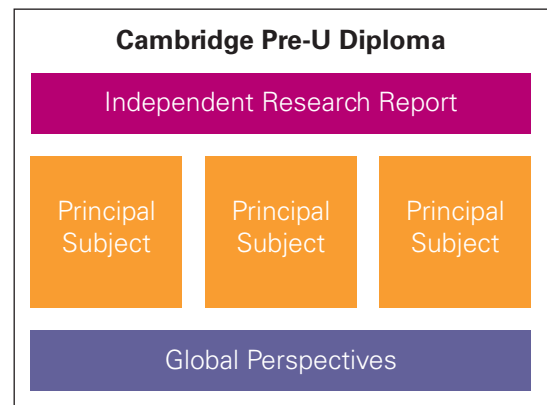 Cambridge Pre-U Diploma
Independent Research Report
Principal
Subject
Principal
Subject
Principal
Subject
Global Perspectives